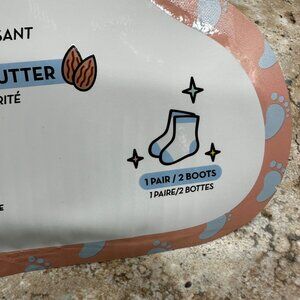 SANT
UTTER
RITÉ
1 PAIR / 2 BOOTS
1 PAIRE/2 BOTTES
E